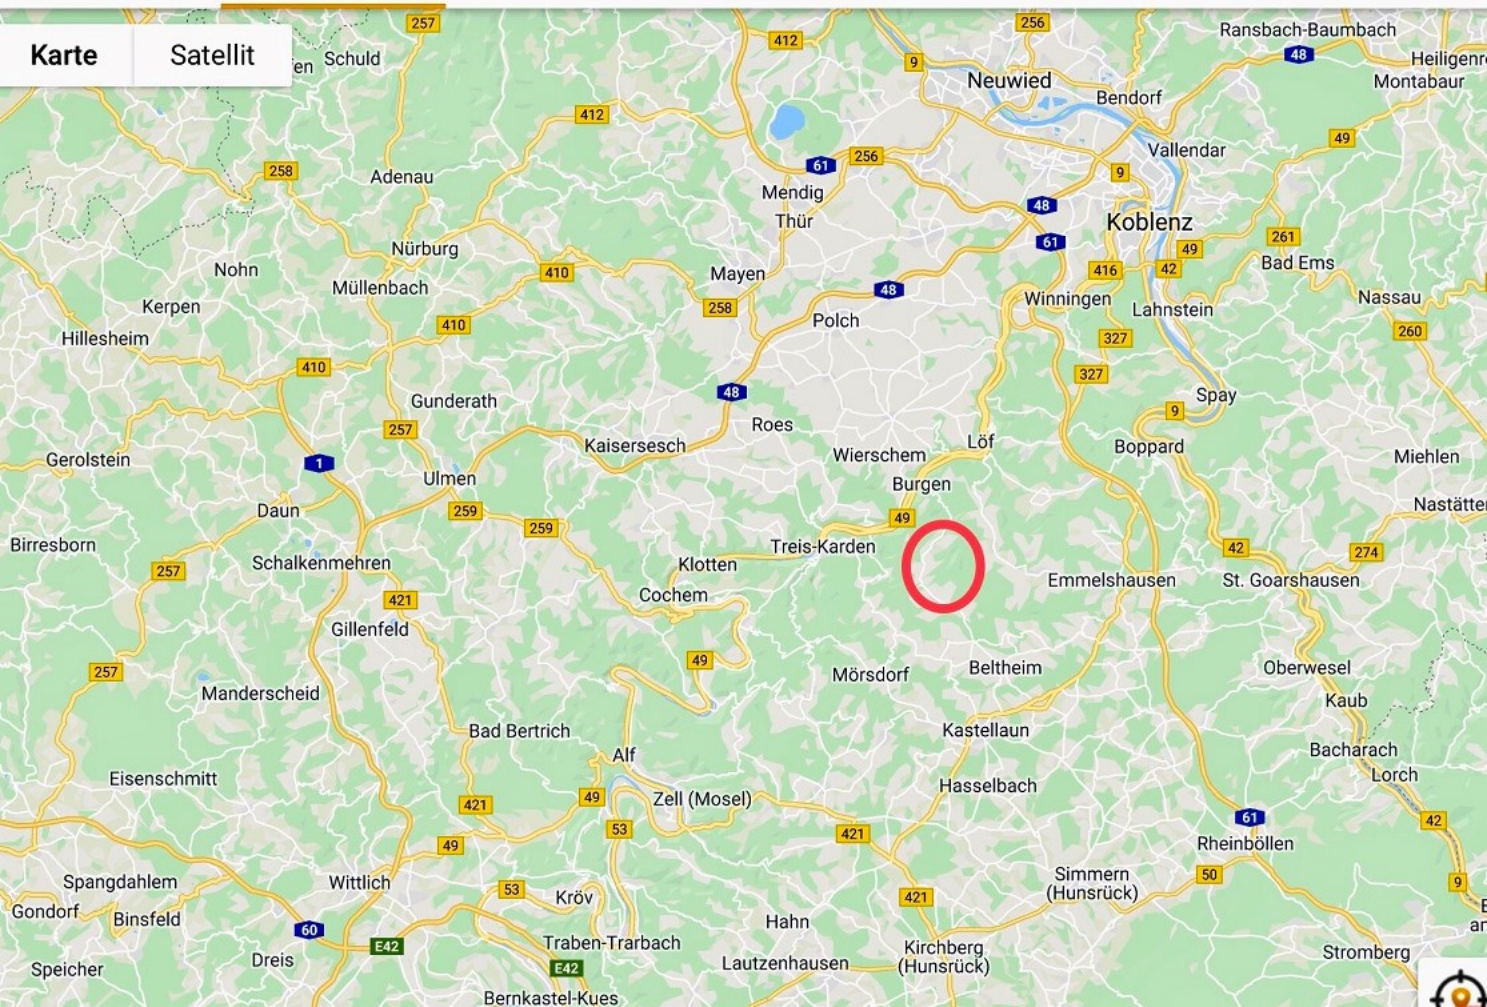 Karte
Satellit
Schuld
257
412
256
Ransbach-Baumbach
48
9
Neuwied
Heiligenr
Montabaur
Bendorf
412
49
Vallendar
258
Adenau
61
256
9
Mendig
48
Thür
Koblenz
61
261
Nürburg
49
Bad Ems
Nohn
410
Mayen
416
42
Müllenbach
48
Winningen
Lahnstein
Nassau
Kerpen
258
Polch
410
260
Hillesheim
327
410
327
48
Spay
Gunderath
9
257
Roes
Kaisersesch
Löf
Boppard
Wierschem
Gerolstein
1
Miehlen
Ulmen
Burgen
Daun
259
259
49
Nastätte
Birresborn
Treis-Karden
42
274
Schalkenmehren
Klotten
257
Cochem
Emmelshausen
St. Goarshausen
421
Gillenfeld
49
257
Mörsdorf
Beltheim
Oberwesel
Manderscheid
Kaub
Bad Bertrich
Kastellaun
Alf
Bacharach
Eisenschmitt
Lorch
Hasselbach
421
49
Zell (Mosel)
61
42
53
421
49
Rheinböllen
Spangdahlem
Wittlich
Simmern
(Hunsrück)
50
9
53
Kröv
421
Gondorf
Binsfeld
60
Hahn
E42
Traben-Trarbach
Kirchberg
(Hunsrück)
Stromberg
Dreis
Speicher
E42
Lautzenhausen
Bernkastel-Kues